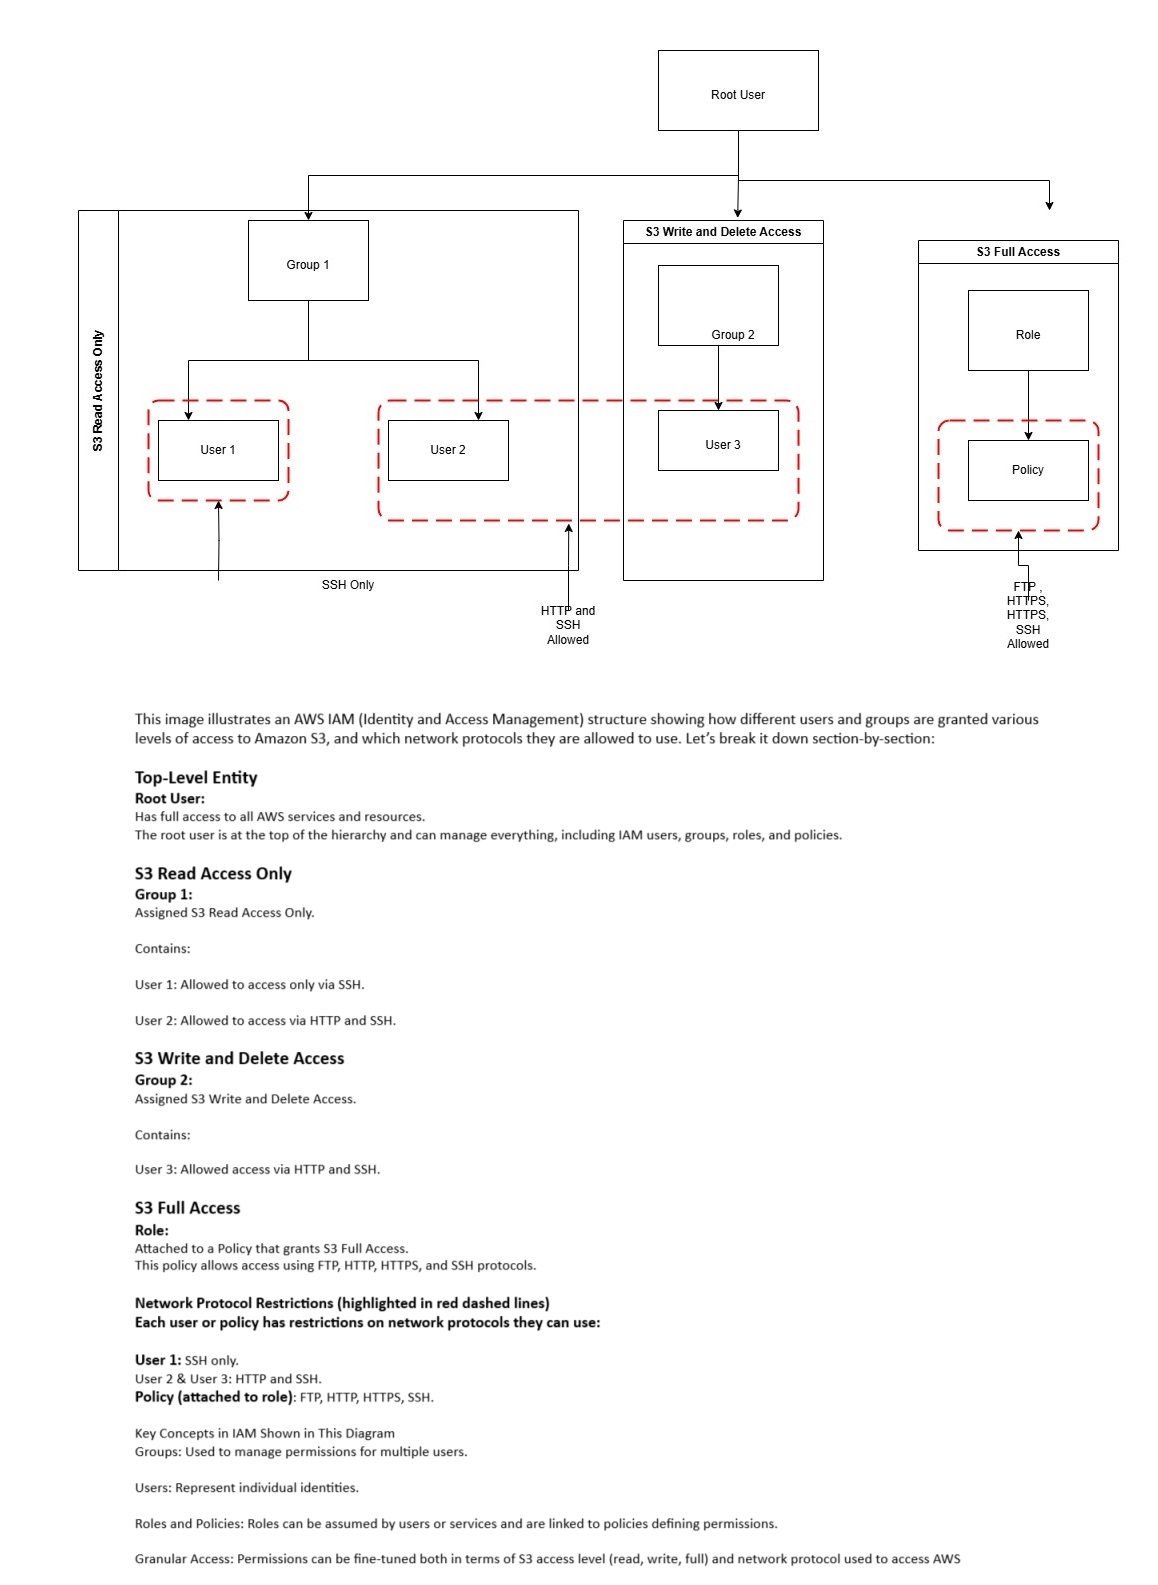 Root User
S3 Read Access Only
Group 1
User 1
User 2
SSH Only
HTTP and
SSH
Allowed
S3 Write and Delete Access
Group 2
User 3
S3 Full Access
Role
Policy
FTP ,
HTTPS,
HTTPS,
SSH
Allowed
This image illustrates an AWS IAM (Identity and Access Management) structure showing how different users and groups are granted various
levels of access to Amazon S3, and which network protocols they are allowed to use. Let’s break it down section-by-section:
Top-Level Entity
Root User:
Has full access to all AWS services and resources.
The root user is at the top of the hierarchy and can manage everything, including IAM users, groups, roles, and policies.
S3 Read Access Only
Group 1:
Assigned S3 Read Access Only.
Contains:
User 1: Allowed to access only via SSH.
User 2: Allowed to access via HTTP and SSH.
S3 Write and Delete Access
Group 2:
Assigned S3 Write and Delete Access.
Contains:
User 3: Allowed access via HTTP and SSH.
S3 Full Access
Role:
Attached to a Policy that grants S3 Full Access.
This policy allows access using FTP, HTTP, HTTPS, and SSH protocols.
Network Protocol Restrictions (highlighted in red dashed lines)
Each user or policy has restrictions on network protocols they can use:
User 1: SSH only.
User 2 & User 3: HTTP and SSH.
Policy (attached to role): FTP, HTTP, HTTPS, SSH.
Key Concepts in IAM Shown in This Diagram
Groups: Used to manage permissions for multiple users.
Users: Represent individual identities.
Roles and Policies: Roles can be assumed by users or services and are linked to policies defining permissions.
Granular Access: Permissions can be fine-tuned both in terms of S3 access level (read, write, full) and network protocol used to access AWS